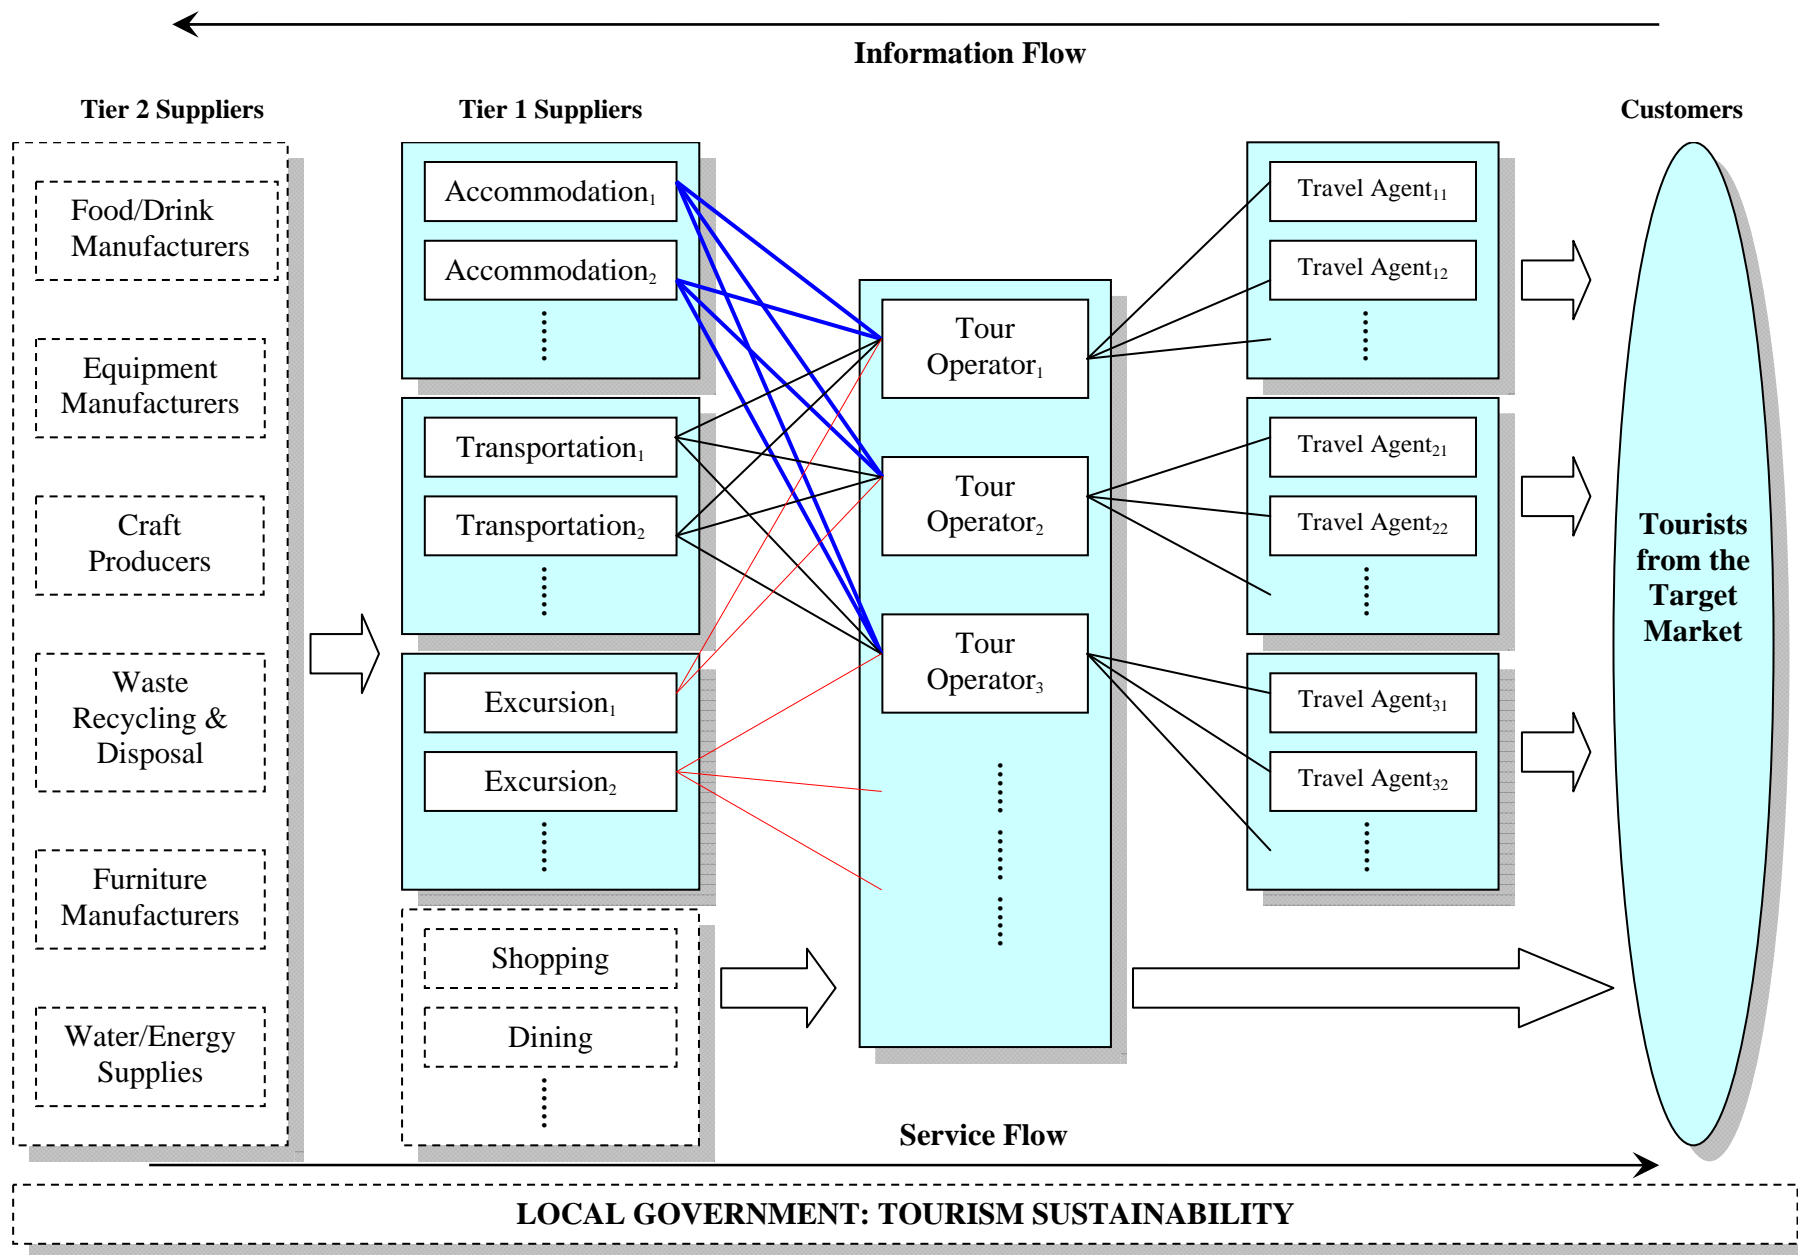 Information Flow
Tier 2 Suppliers
Tier 1 Suppliers
Customers
Food/Drink
Manufacturers
Equipment
Manufacturers
Craft
Producers
Waste
Recycling &
Disposal
Furniture
Manufacturers
Water/Energy
Supplies
Accommodation₁
Accommodation₂
Transportation₁
Transportation₂
Excursion₁
Excursion₂
Shopping
Dining
Tour
Operator₁
Tour
Operator₂
Tour
Operator₃
Travel Agent₁₁
Travel Agent₁₂
Travel Agent₂₁
Travel Agent₂₂
Travel Agent₃₁
Travel Agent₃₂
Tourists
from the
Target
Market
Service Flow
LOCAL GOVERNMENT: TOURISM SUSTAINABILITY